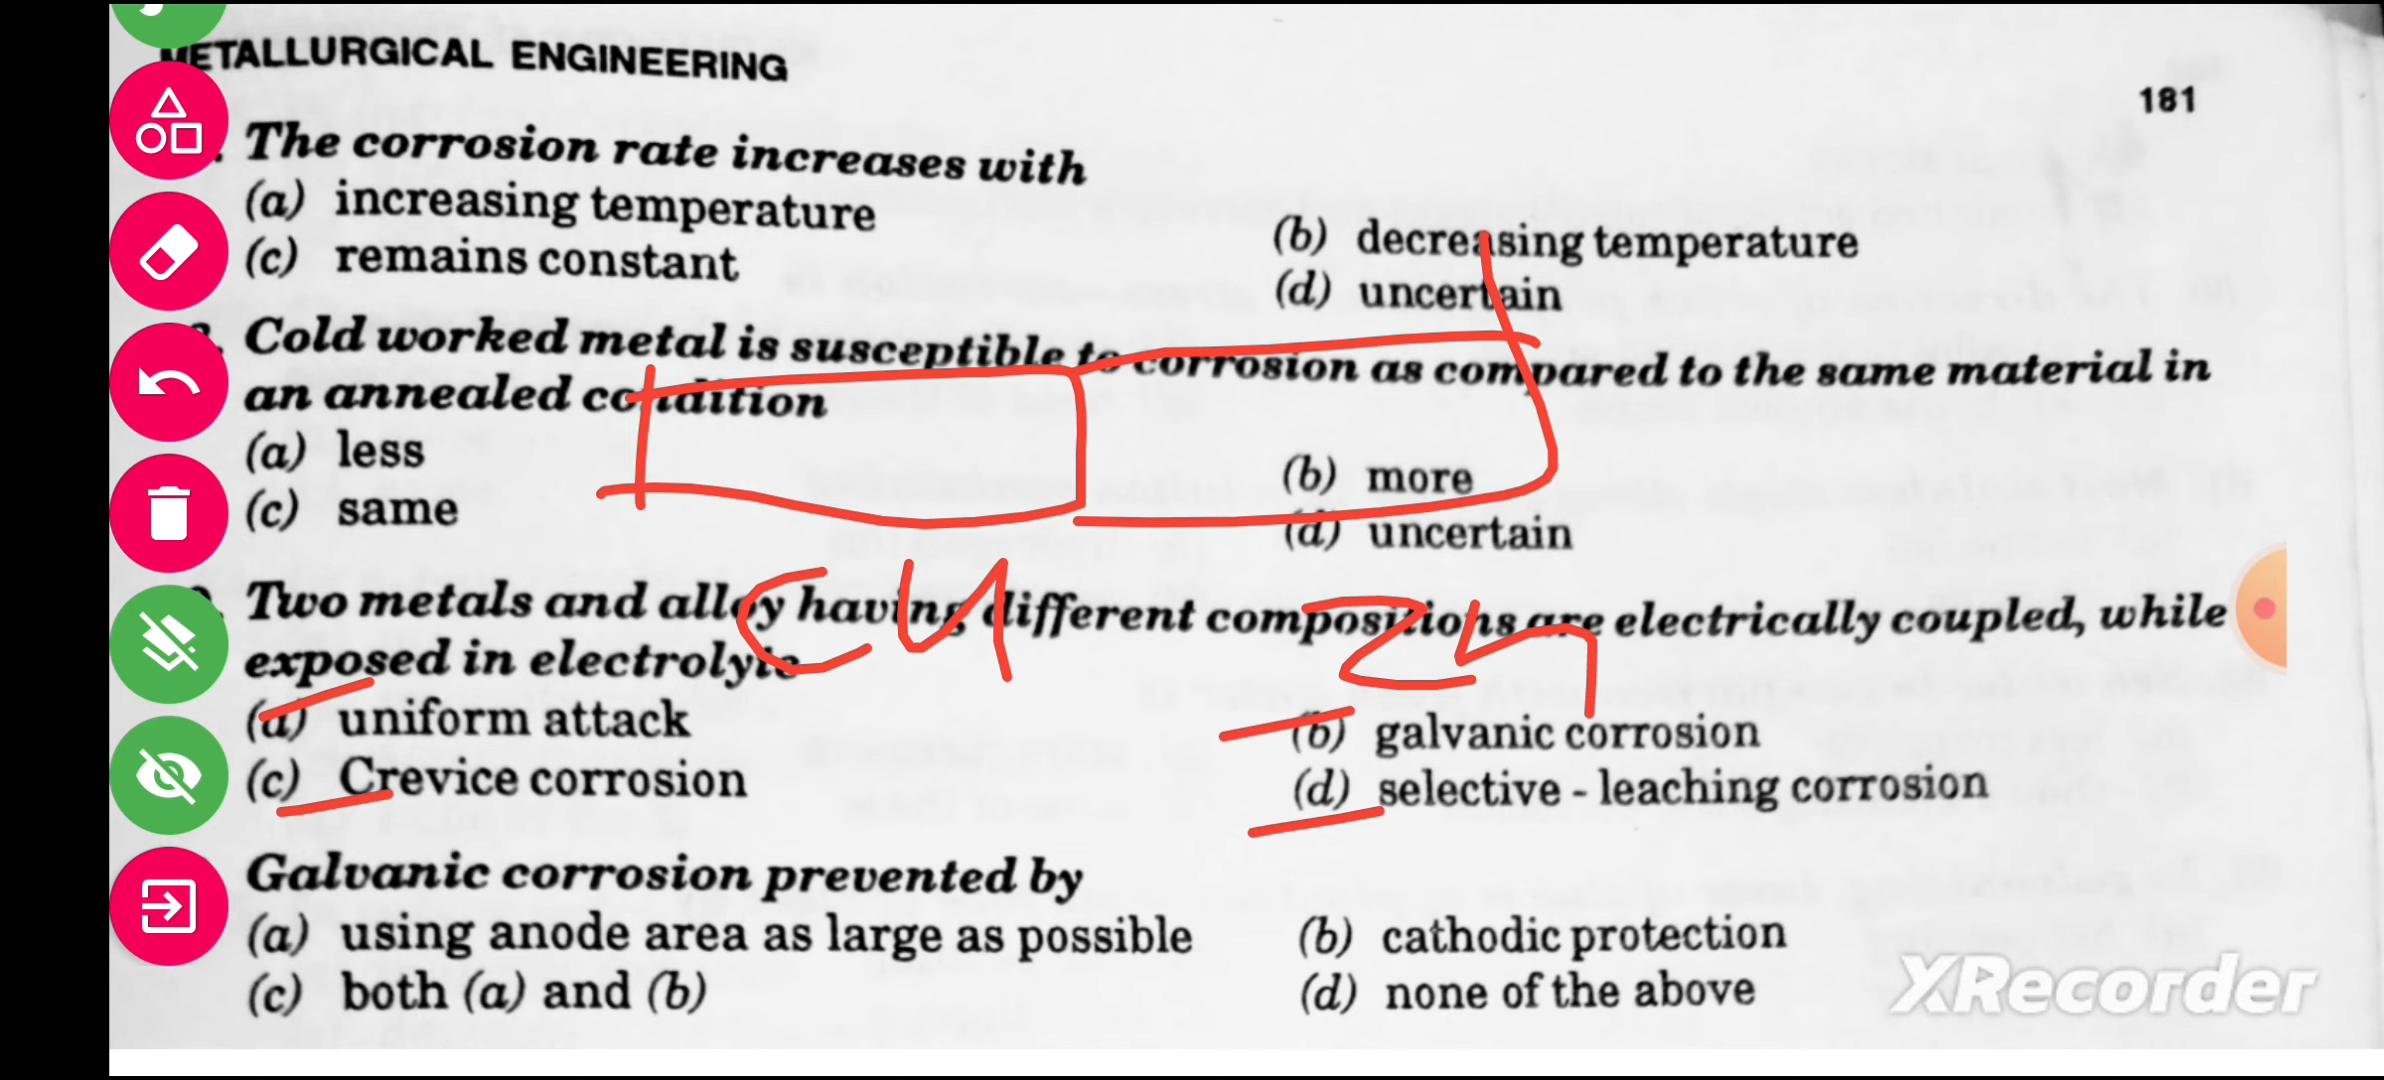 METALLURGICAL ENGINEERING
181
. The corrosion rate increases with
(a) increasing temperature
(b) decreasing temperature
(c) remains constant
(d) uncertain
. Cold worked metal is susceptible to corrosion as compared to the same material in
an annealed condition
(a) less
(b) more
(c) same
(d) uncertain
Cu
Zn
. Two metals and alloy having different compositions are electrically coupled, while
exposed in electrolyte
(a) uniform attack
(b) galvanic corrosion
(c) Crevice corrosion
(d) selective - leaching corrosion
Galvanic corrosion prevented by
(a) using anode area as large as possible
(b) cathodic protection
(c) both (a) and (b)
(d) none of the above
XRecorder